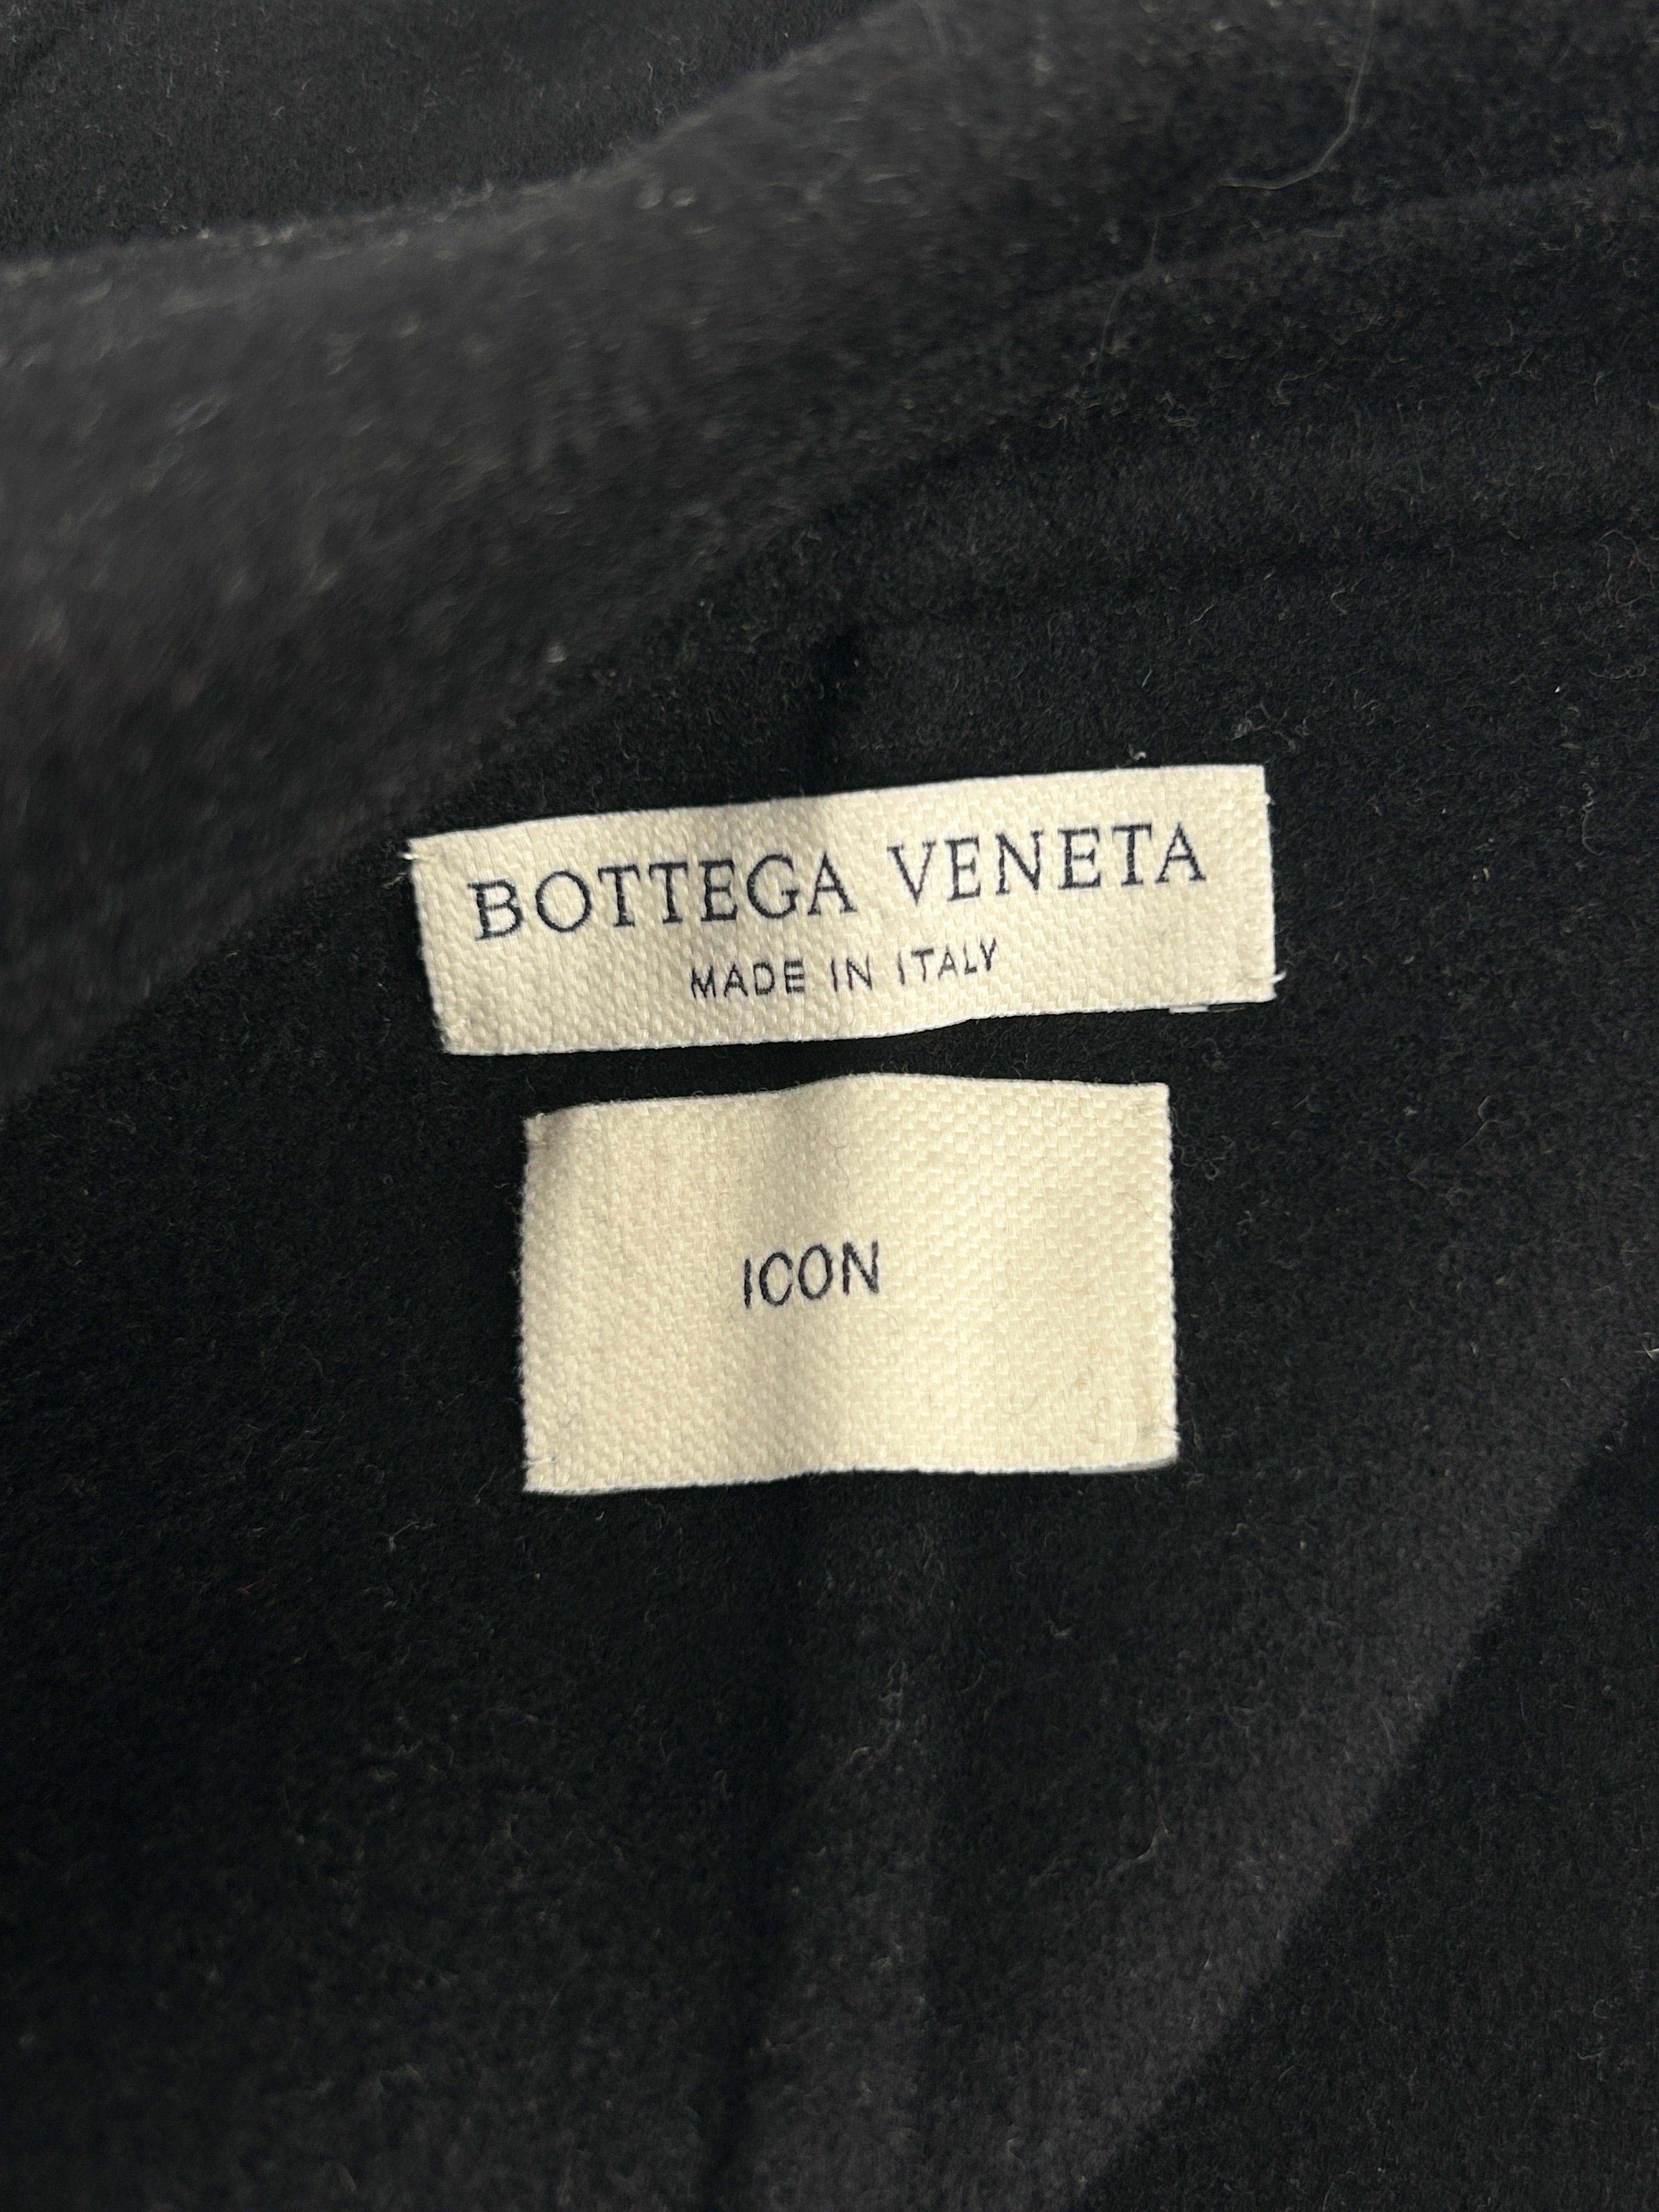 BOTTEGA VENETA
MADE IN ITALY
ICON